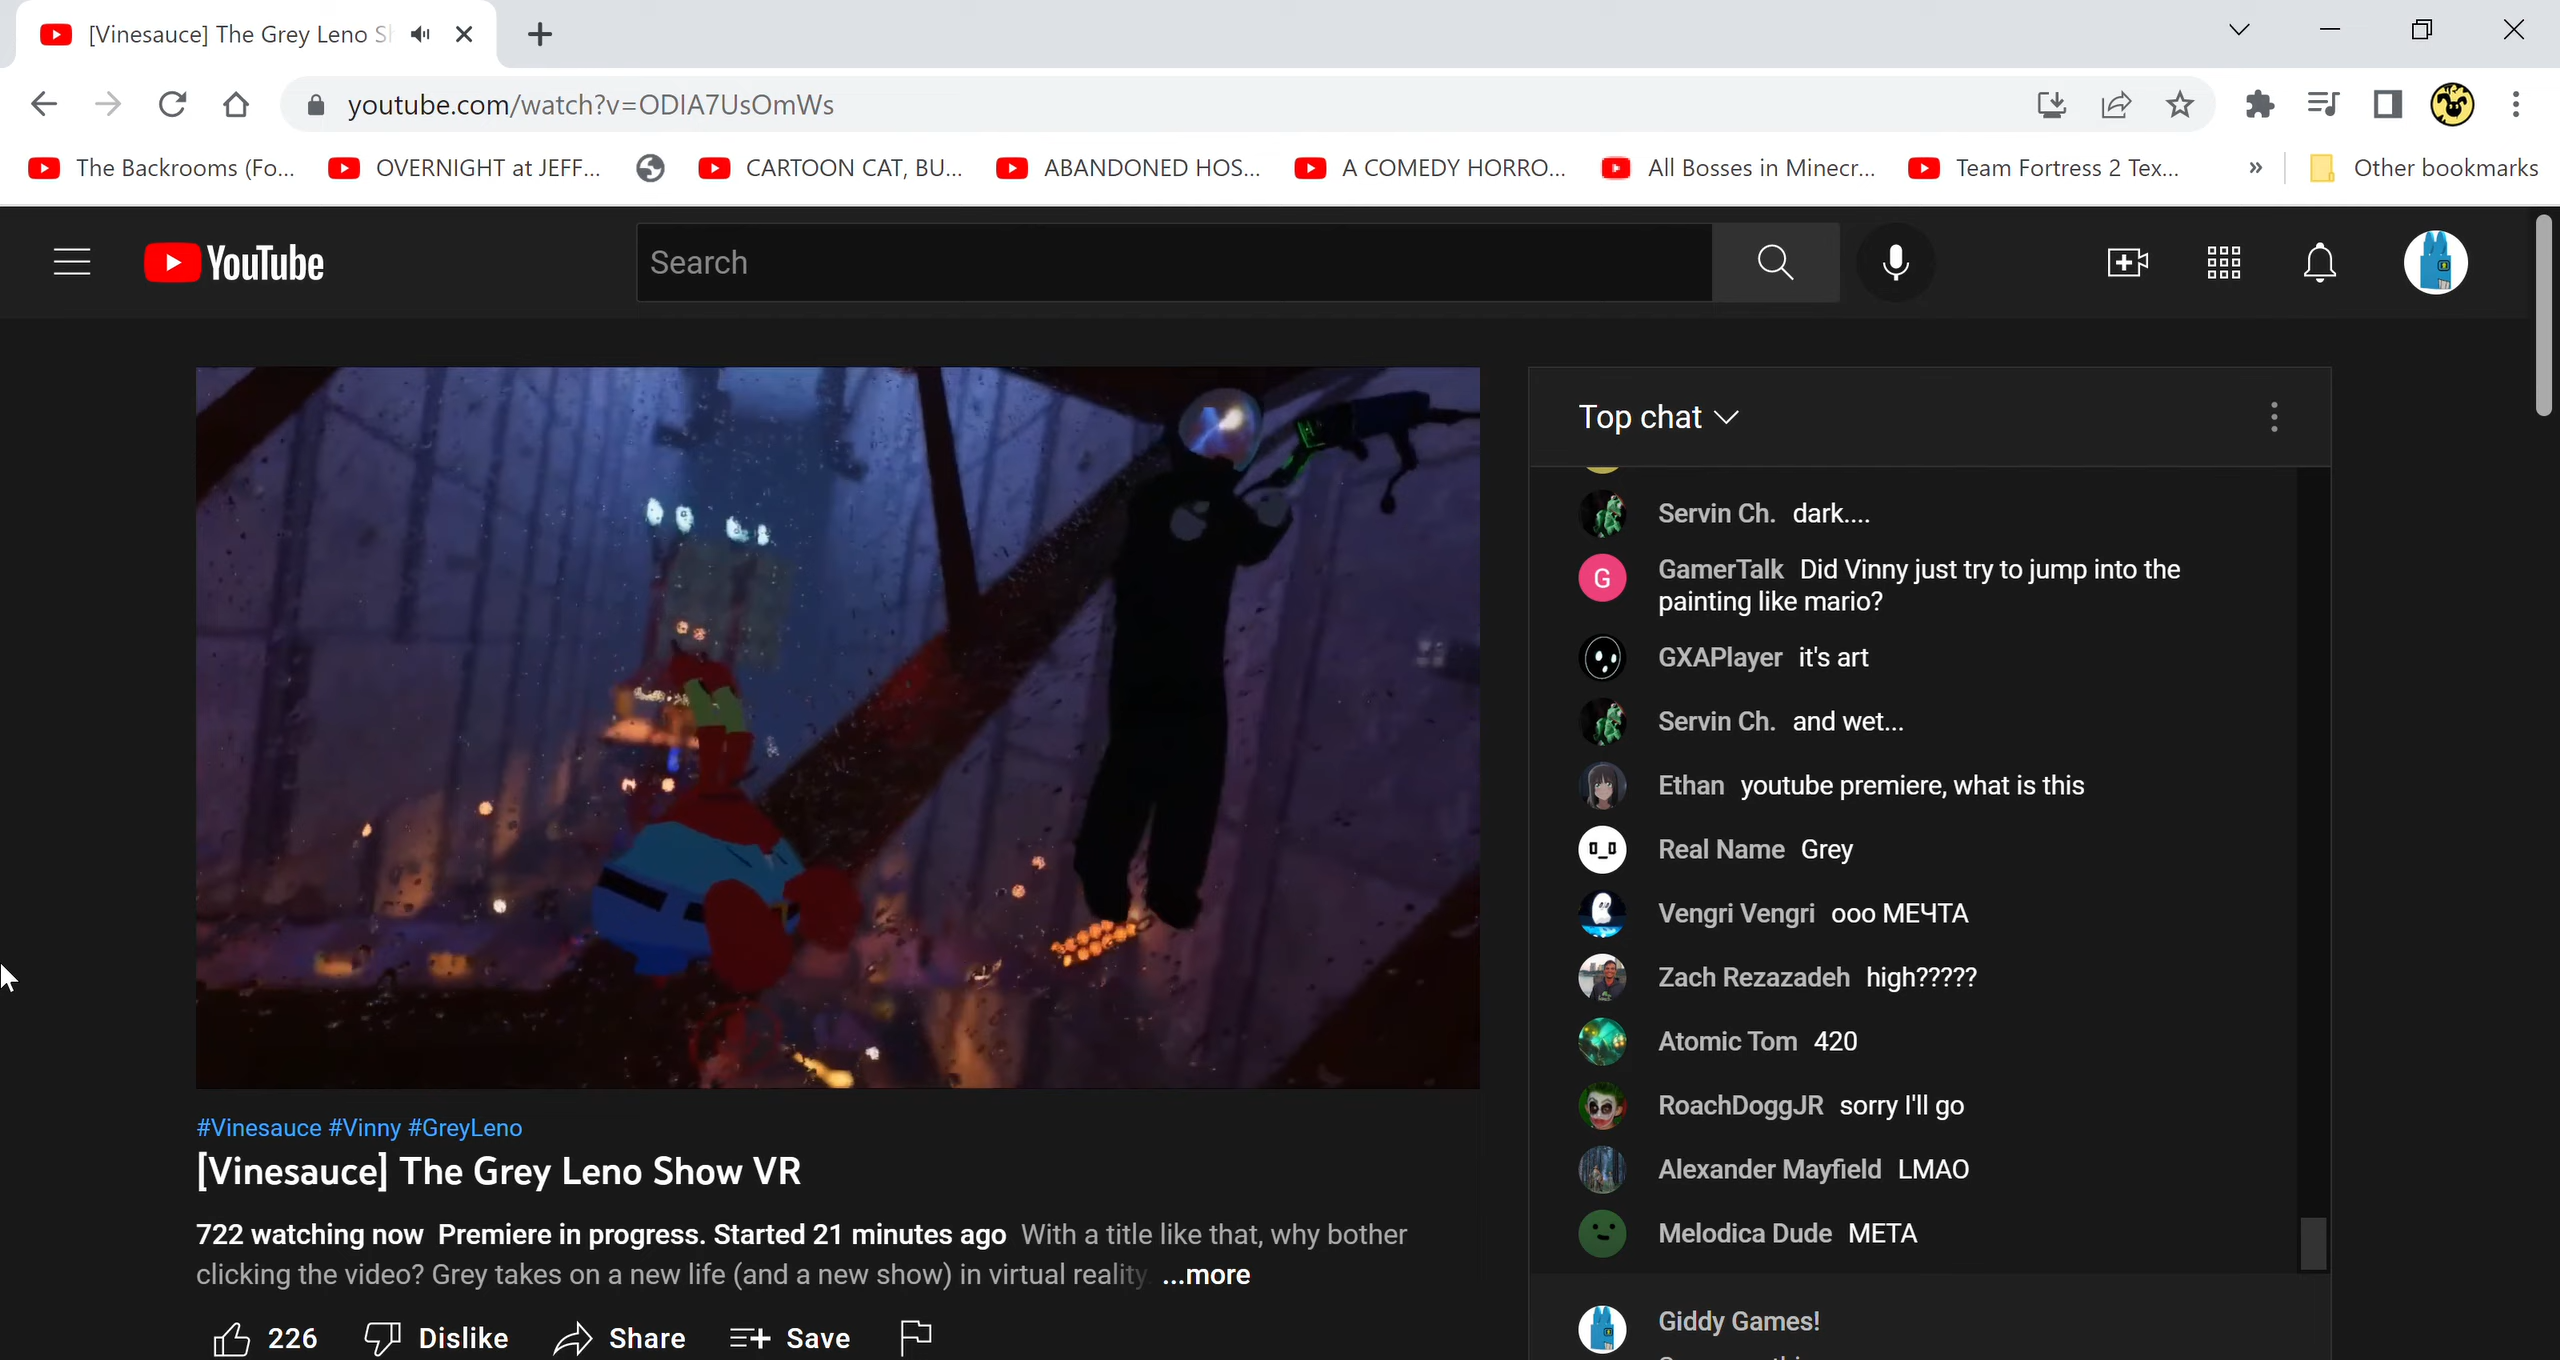 [Vinesauce] The Grey Leno S
youtube.com/watch?v=ODIA7UsOmWs
The Backrooms (Fo...
OVERNIGHT at JEFF...
CARTOON CAT, BU...
ABANDONED HOS...
A COMEDY HORRO...
All Bosses in Minecr...
Team Fortress 2 Tex...
»
Other bookmarks
YouTube
Search
#Vinesauce #Vinny #GreyLeno
[Vinesauce] The Grey Leno Show VR
722 watching now Premiere in progress. Started 21 minutes ago With a title like that, why bother
clicking the video? Grey takes on a new life (and a new show) in virtual reality. ...more
226 Dislike Share Save
Top chat
Servin Ch. dark....
G
GamerTalk Did Vinny just try to jump into the
painting like mario?
GXAPlayer it's art
Servin Ch. and wet...
Ethan youtube premiere, what is this
Real Name Grey
Vengri Vengri ооо МЕЧТА
Zach Rezazadeh high?????
Atomic Tom 420
RoachDoggJR sorry I'll go
Alexander Mayfield LMAO
Melodica Dude META
Giddy Games!